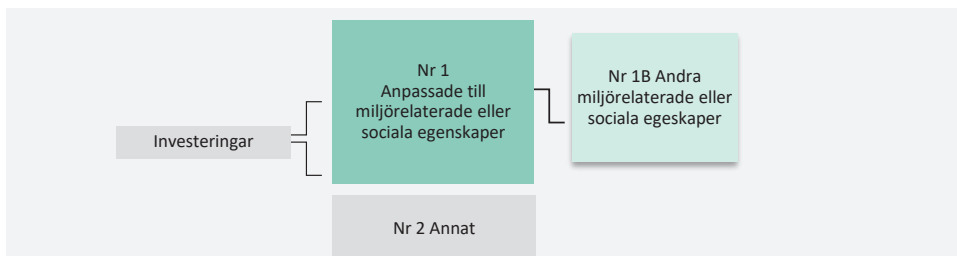 Investeringar
Nr 1
Anpassade till
miljörelaterade eller
sociala egenskaper
Nr 1B Andra
miljörelaterade eller
sociala egeskaper
Nr 2 Annat